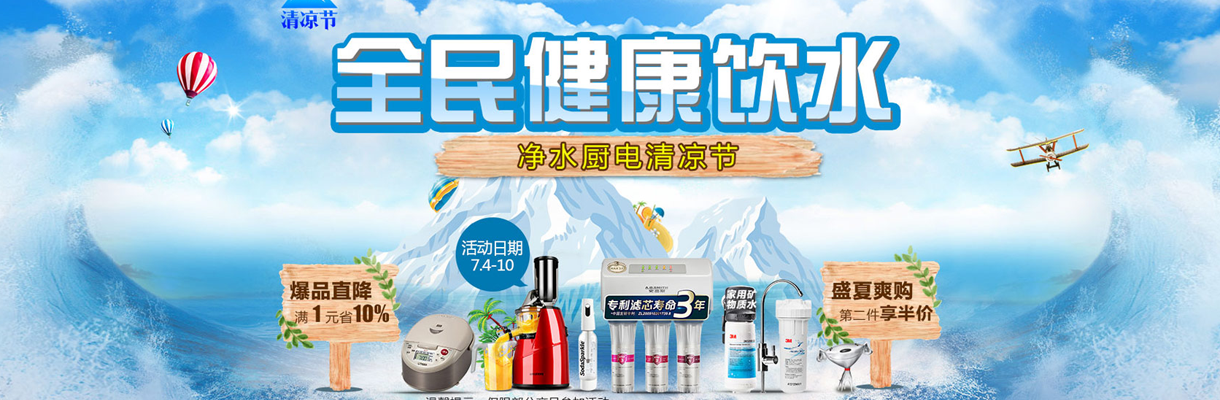 清凉节
全民健康饮水
净水厨电清凉节
活动日期
7.4-10
爆品直降
满1元省10%
盛夏爽购
第二件享半价
专利滤芯寿命3年
家用矿
物质水
SodaSparkle
3M
3M